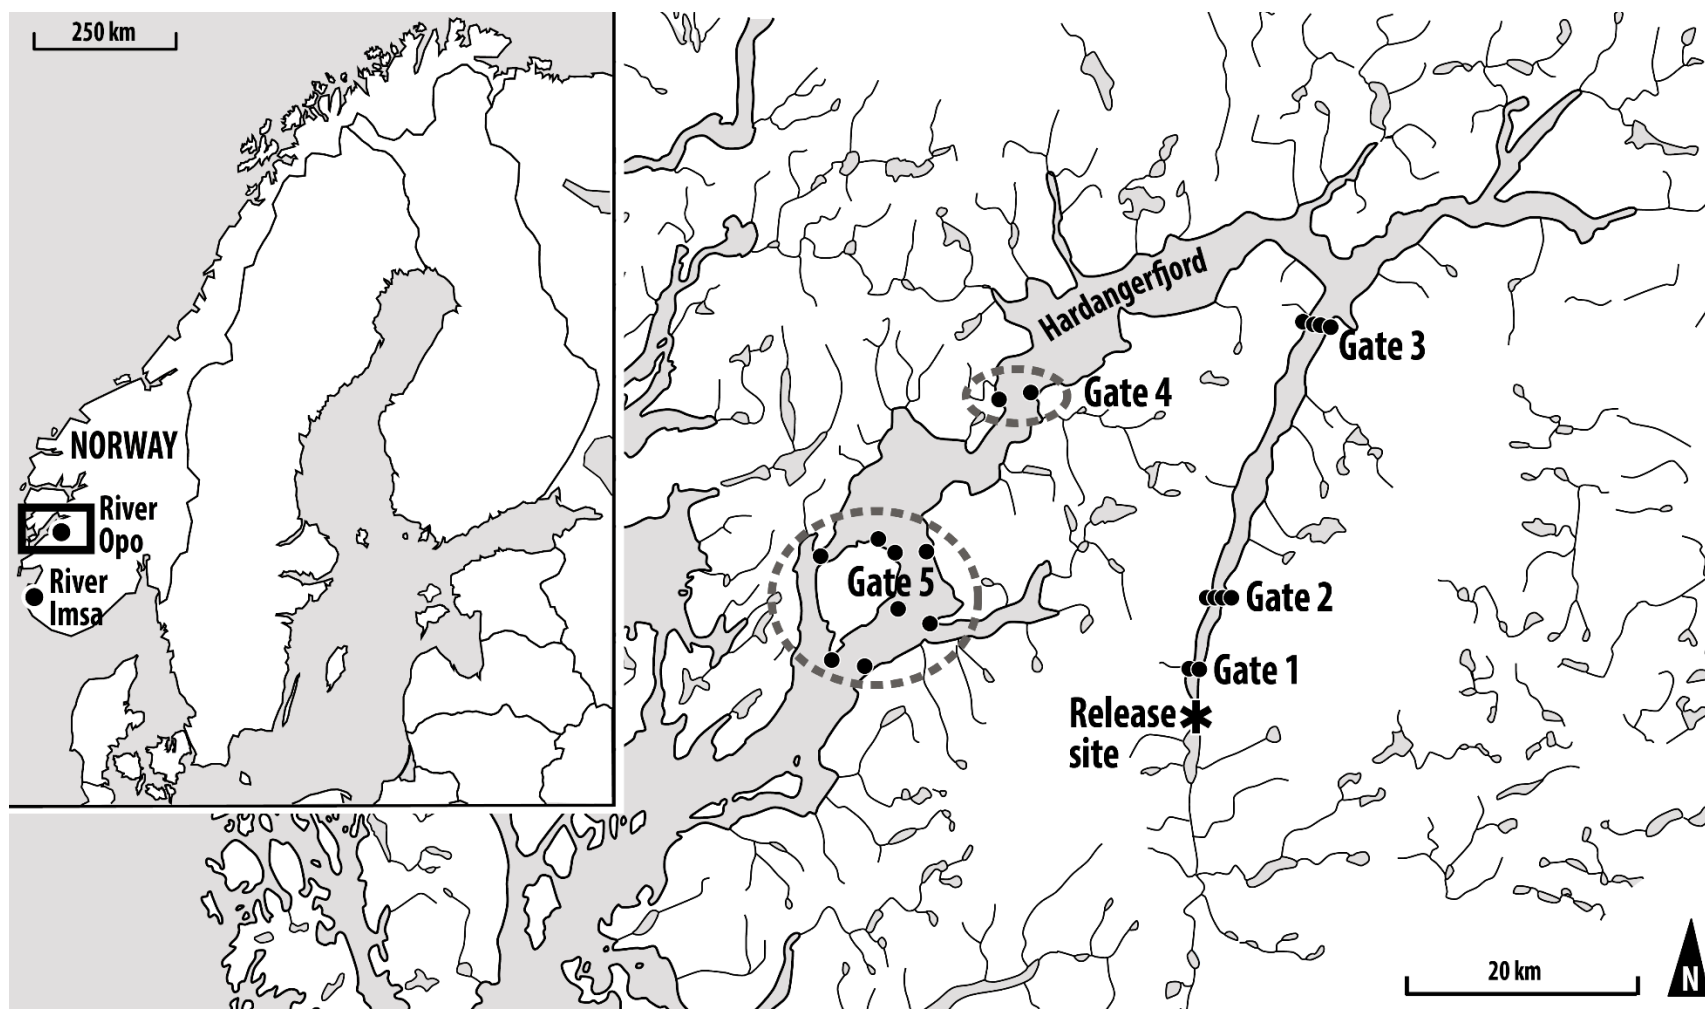 250 km
NORWAY
River
Opo
River
Imsa
Hardangerfjord
Gate 3
Gate 4
Gate 5
Gate 2
Gate 1
Release
site
20 km
N